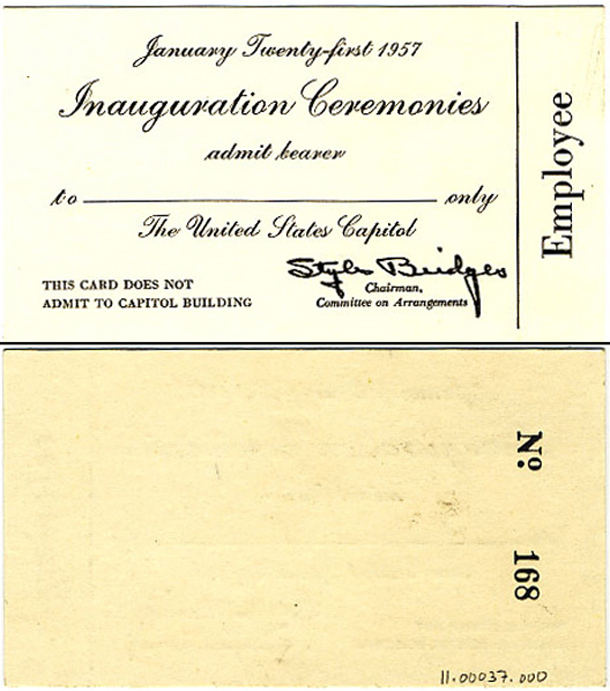 January Twenty-first 1957
Inauguration Ceremonies
admit bearer
to only
The United States Capitol
Styles Bridges
Chairman,
Committee on Arrangements
THIS CARD DOES NOT
ADMIT TO CAPITOL BUILDING
Employee
No. 168
11.00037.000